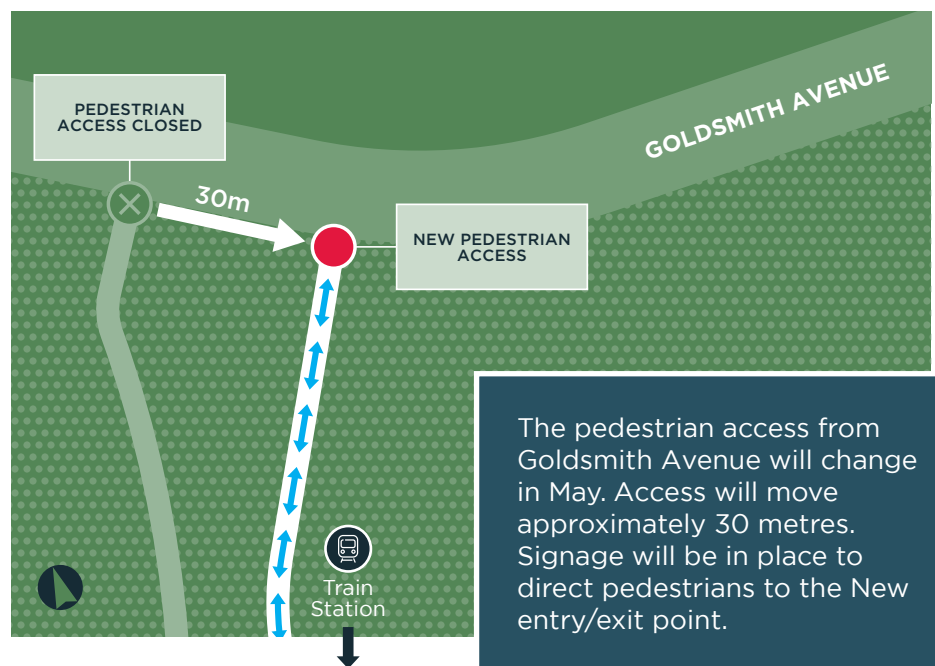 PEDESTRIAN
ACCESS CLOSED
GOLDSMITH AVENUE
30m
NEW PEDESTRIAN
ACCESS
Train
Station
The pedestrian access from
Goldsmith Avenue will change
in May. Access will move
approximately 30 metres.
Signage will be in place to
direct pedestrians to the New
entry/exit point.